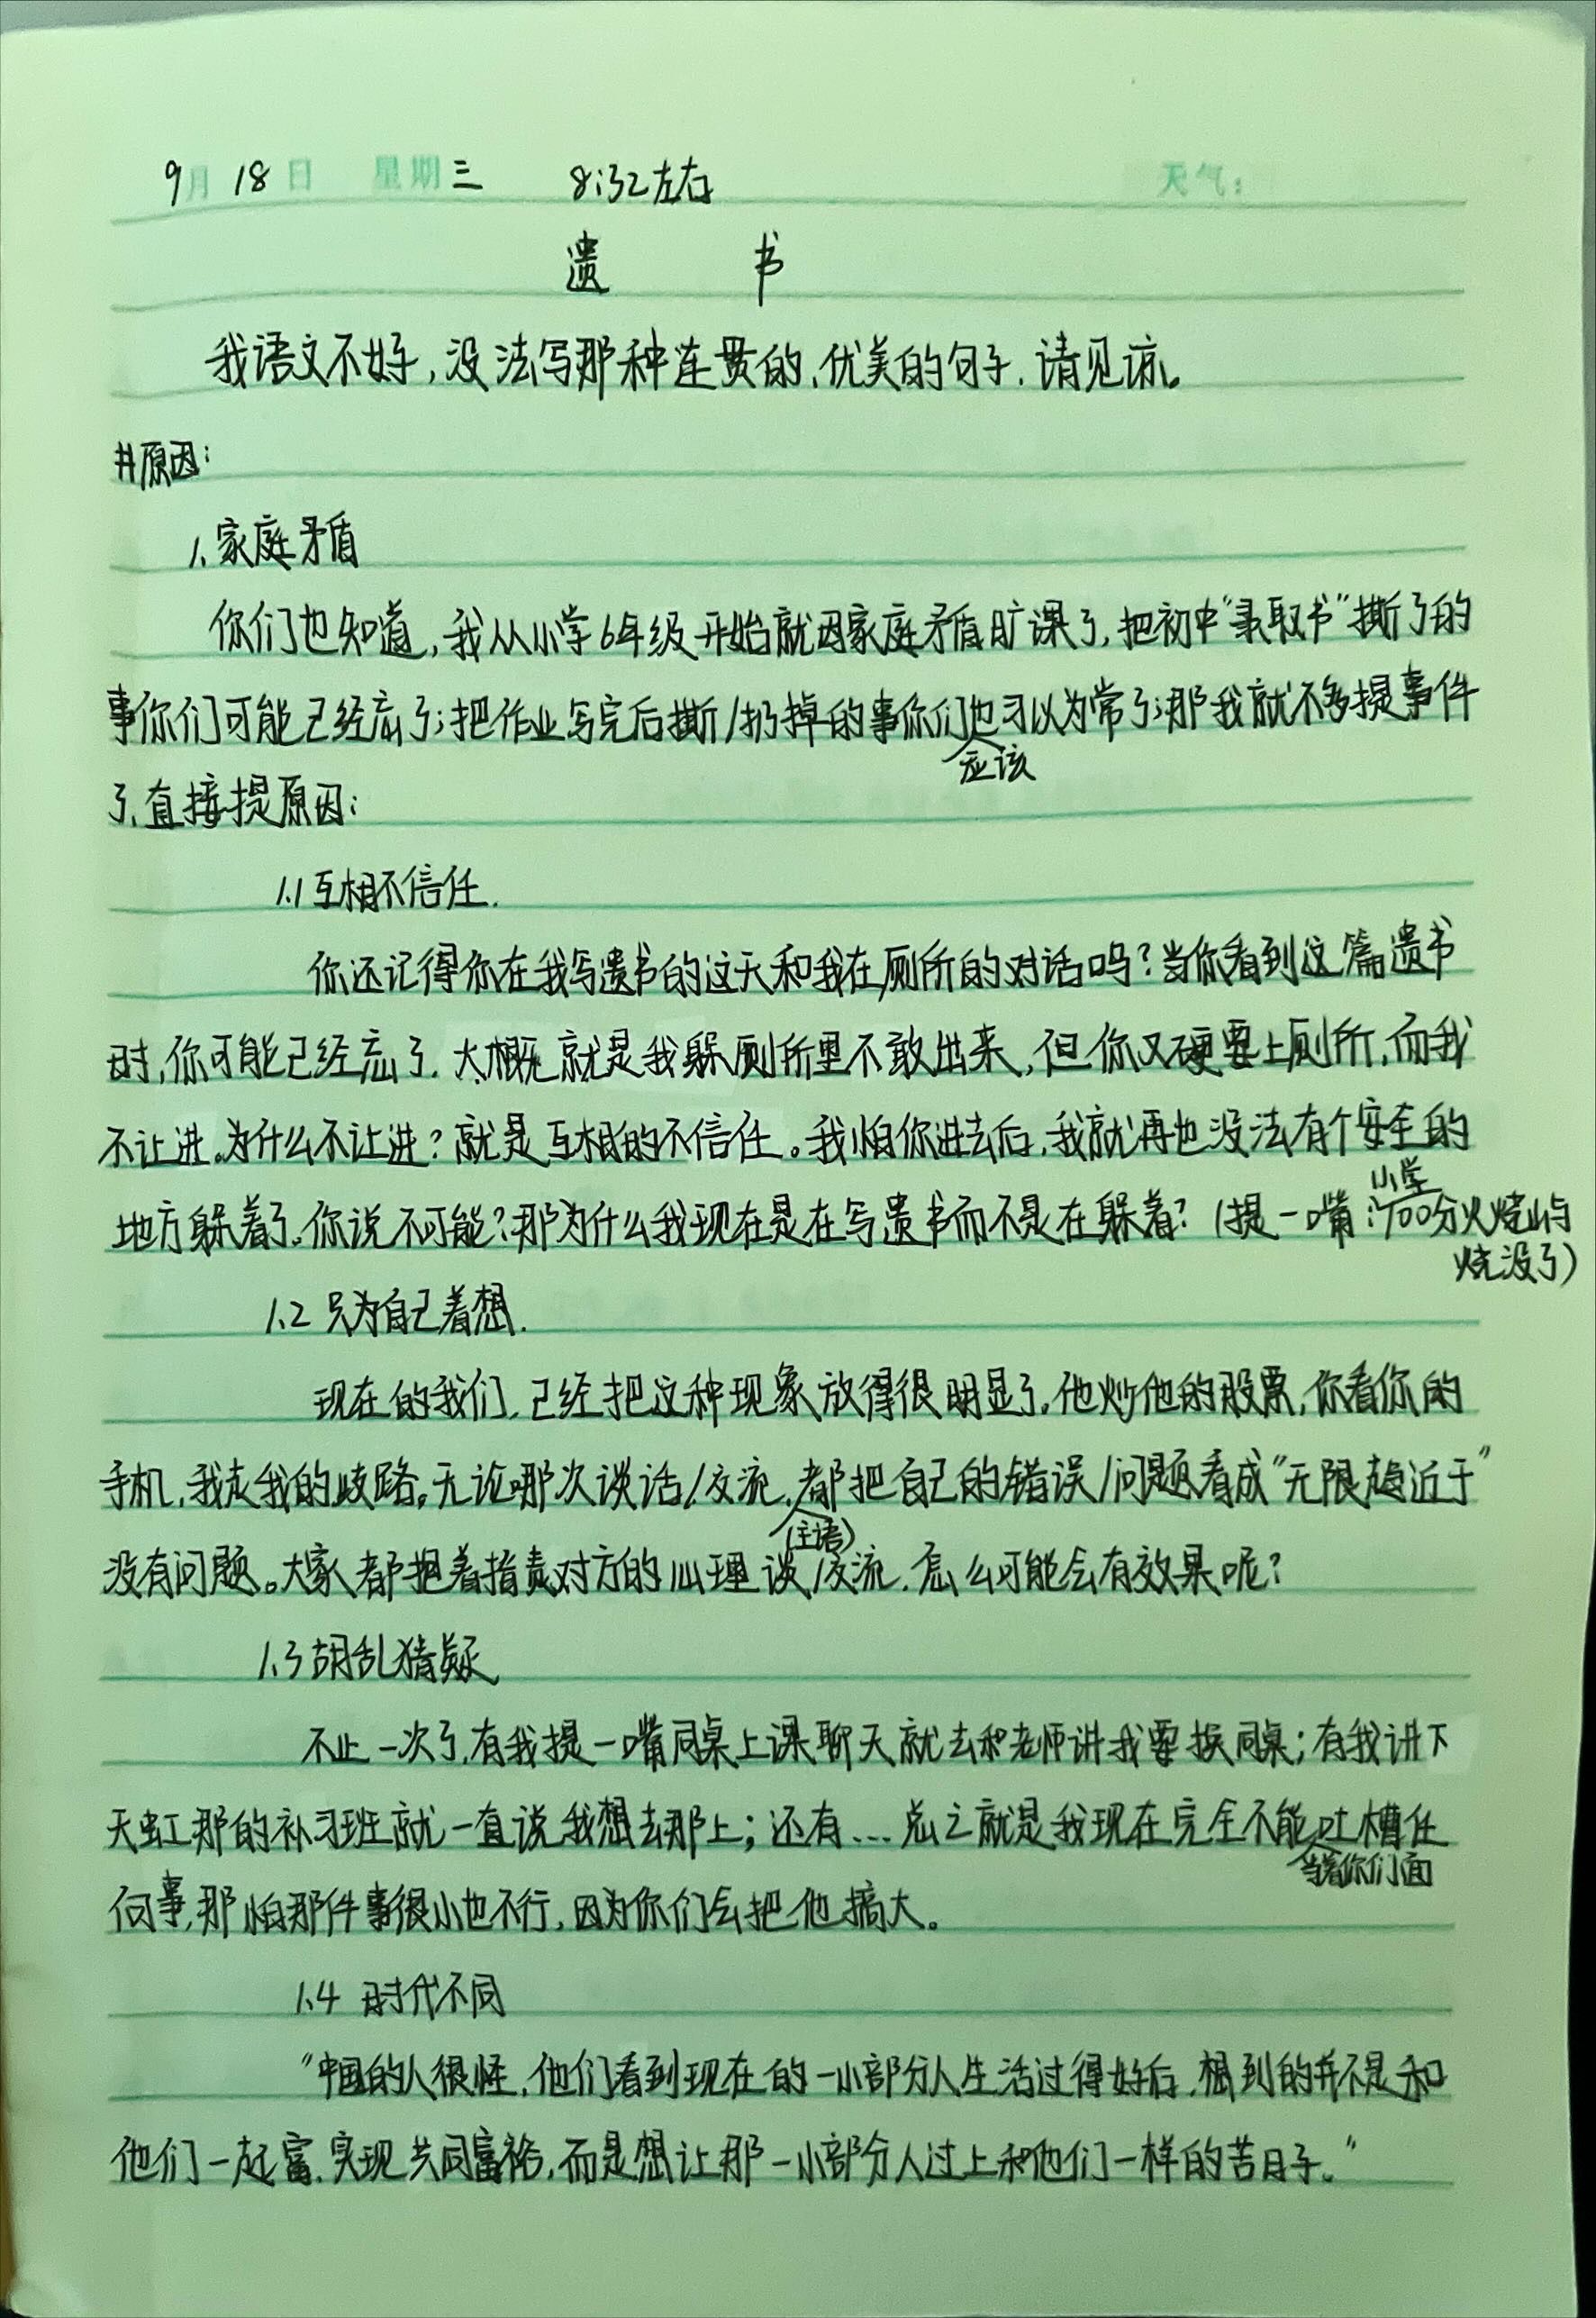 9月 18日 星期三 8:32左右 天气:
遗 书
我语文不好,没法写那种连贯的,优美的句子,请见谅。
#原因:
1.家庭矛盾
你们也知道,我从小学6年级开始就因家庭矛盾旷课了,把初中“录取书”撕了的
事你们可能已经忘了;把作业写完后撕/扔掉的事你们也习以为常了;那我就不多提事件
应该
了,直接提原因:
1.1互相不信任.
你还记得你在我写遗书的这天和我在厕所的对话吗?当你看到这篇遗书
时,你可能已经忘了.大概就是我躲厕所里不敢出来,但你又硬要上厕所,而我
不让进。为什么不让进?就是互相的不信任。我怕你进去后,我就再也没法有个安全的
小学
地方躲着了。你说不可能?那为什么我现在是在写遗书而不是在躲着?(提一嘴:700分火烧
烧没了)
1.2 只为自己着想.
现在的我们,已经把这种现象放得很明显了,他炒他的股票,你看你的
手机,我走我的歧路。无论哪次谈话/交流,都把自己的错误/问题看成“无限趋近于”
(主语)
没有问题。大家都抱着指责对方的心理谈/交流,怎么可能会有效果呢?
1.3胡乱猜疑
不止一次了,有我提一嘴同桌上课聊天就去和老师讲我要换同桌;有我讲下
天虹那的补习班就一直说我想去那上;还有...总之就是我现在完全不能吐槽任
当着你们面
何事,那怕那件事很小也不行,因为你们会把他搞大。
1.4 时代不同
“中国的人很怪,他们看到现在的一小部分人生活过得好后,想到的并不是和
他们一起富,实现共同富裕,而是想让那一小部分人过上和他们一样的苦日子。”